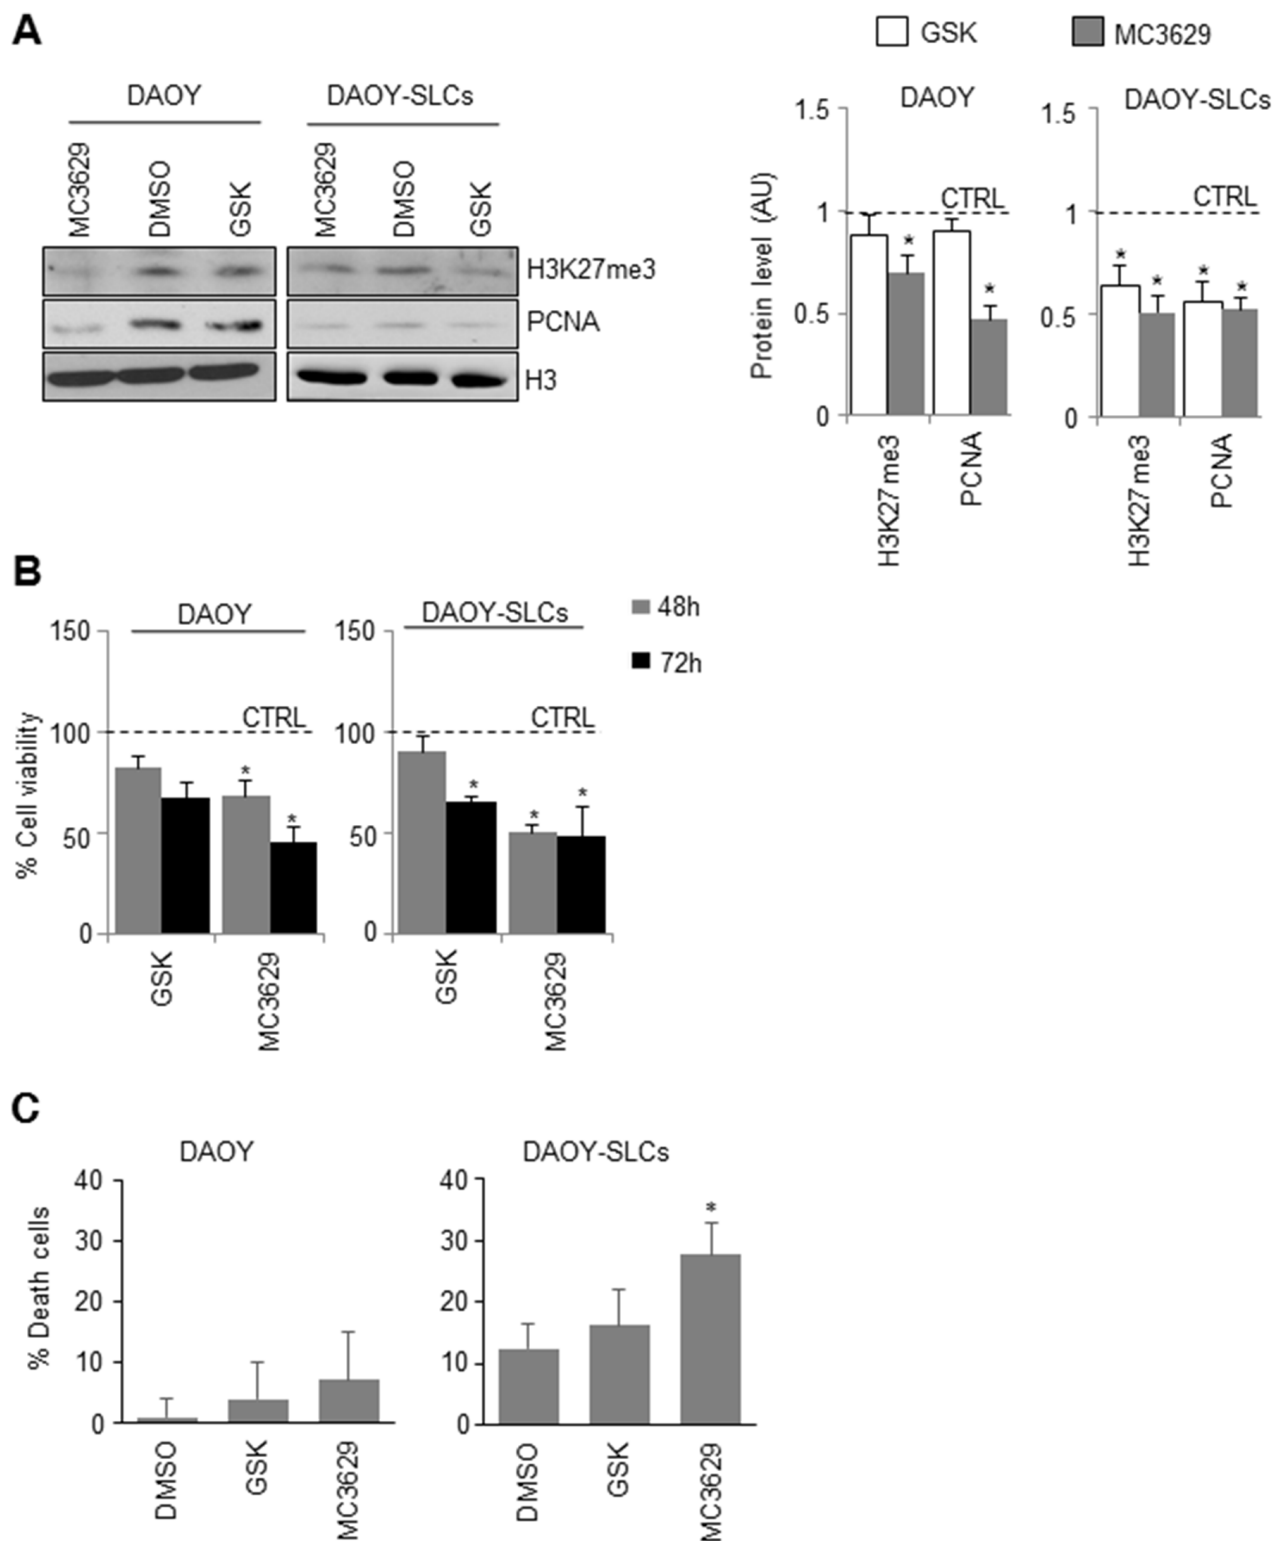 A
GSK
MC3629
DAOY
DAOY-SLCs
MC3629
DMSO
GSK
MC3629
DMSO
GSK
H3K27me3
PCNA
H3
DAOY
DAOY-SLCs
Protein level (AU)
1.5
1
0.5
0
CTRL
*
*
H3K27me3
PCNA
1.5
1
0.5
0
CTRL
*
*
*
*
H3K27me3
PCNA
B
DAOY
DAOY-SLCs
48h
72h
% Cell viability
150
100
50
0
CTRL
*
*
GSK
MC3629
150
100
50
0
CTRL
*
*
*
GSK
MC3629
C
DAOY
DAOY-SLCs
% Death cells
40
30
20
10
0
DMSO
GSK
MC3629
40
30
20
10
0
*
DMSO
GSK
MC3629